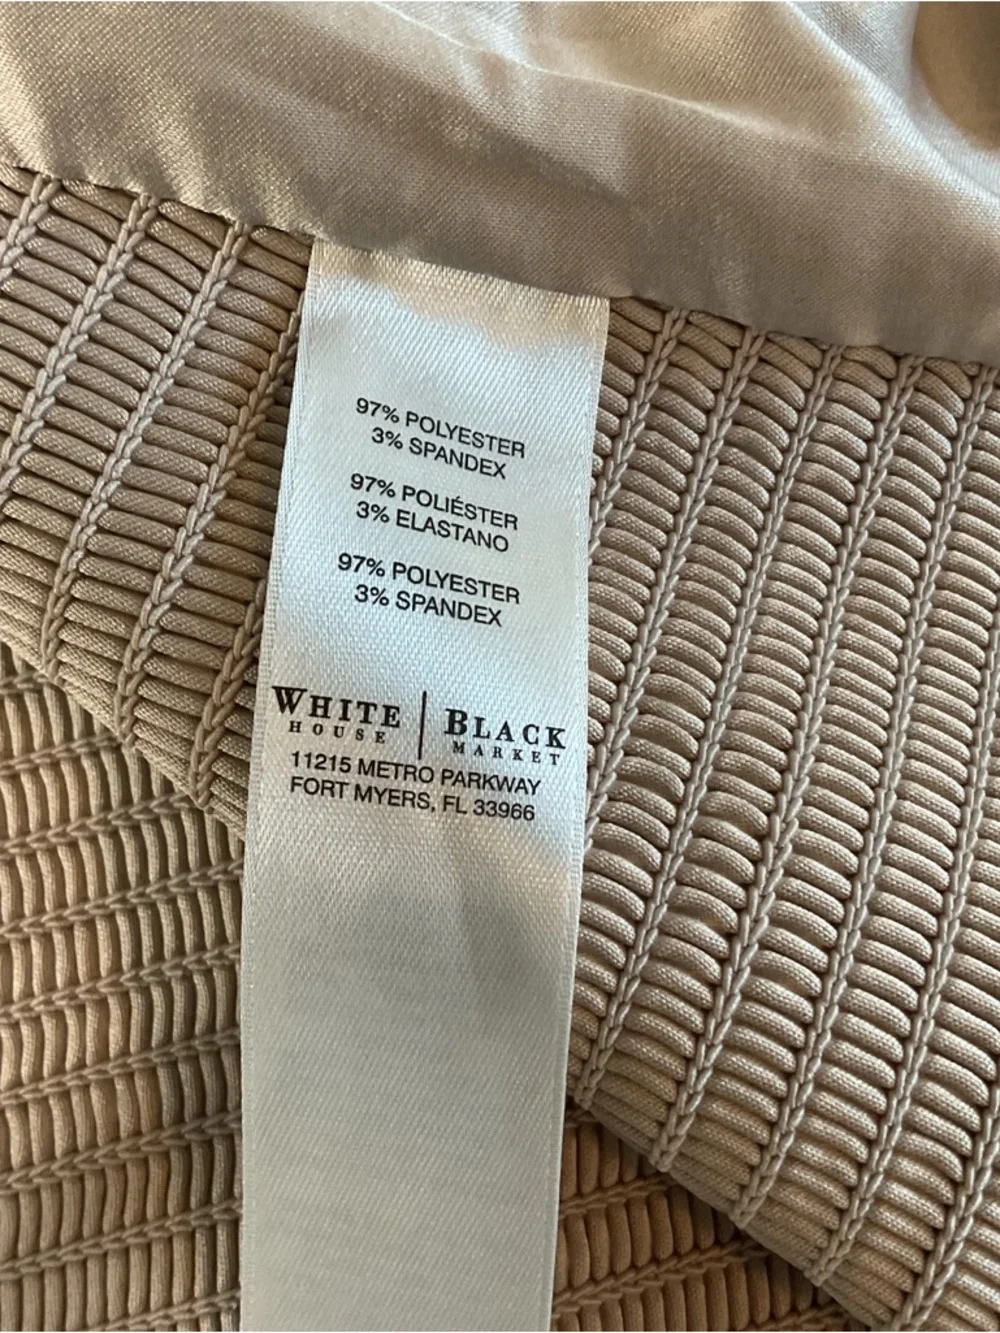 97% POLYESTER
3% SPANDEX
97% POLIÉSTER
3% ELASTANO
97% POLYESTER
3% SPANDEX
WHITE HOUSE | BLACK MARKET
11215 METRO PARKWAY
FORT MYERS, FL 33966